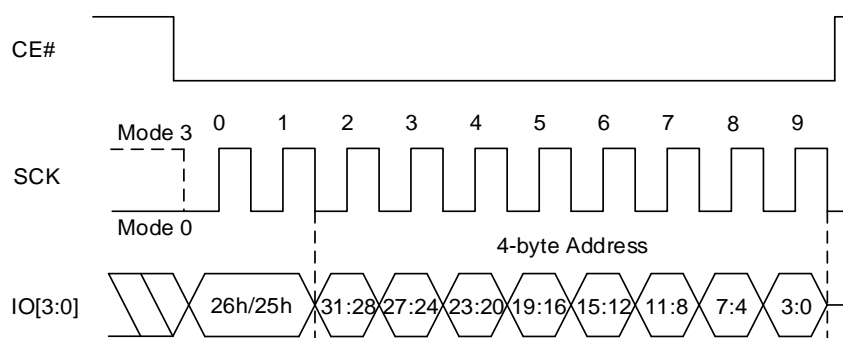 CE#
Mode 3 0 1 2 3 4 5 6 7 8 9
SCK
Mode 0
4-byte Address
IO[3:0] 26h/25h 31:28 27:24 23:20 19:16 15:12 11:8 7:4 3:0